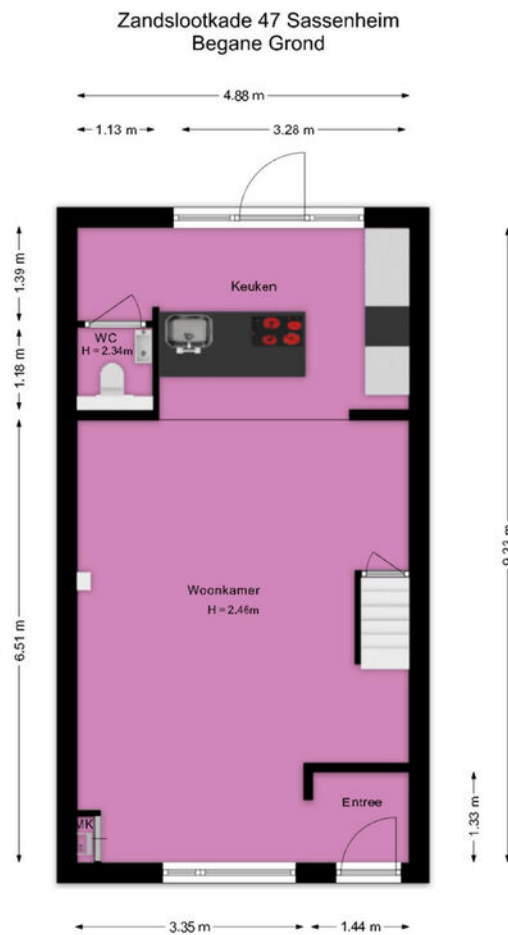 Zandslootkade 47 Sassenheim
Begane Grond
4.88 m
1.13 m
3.28 m
1.39 m
Keuken
WC
H = 2.34m
1.18 m
Woonkamer
H = 2.46m
6.51 m
MK
Entree
1.33 m
3.35 m
1.44 m